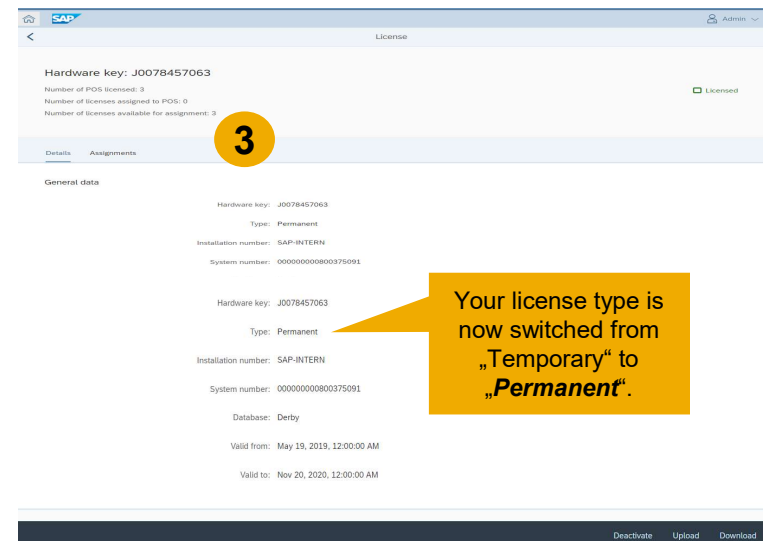 SAP
Admin
License
Hardware key: J0078457063
Number of POS licensed: 3
Number of licenses assigned to POS: 0
Number of licenses available for assignment: 3
Licensed
3
Details Assignments
General data
Hardware key: J0078457063
Type: Permanent
Installation number: SAP-INTERN
System number: 000000000800375091
Hardware key: J0078457063
Type: Permanent
Installation number: SAP-INTERN
System number: 000000000800375091
Database: Derby
Valid from: May 19, 2019, 12:00:00 AM
Valid to: Nov 20, 2020, 12:00:00 AM
Your license type is
now switched from
„Temporary“ to
„Permanent“.
Deactivate Upload Download